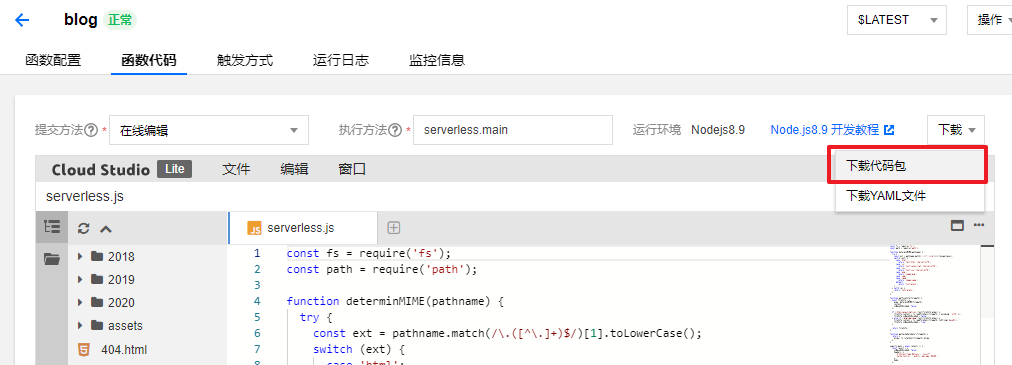 blog 正常 $LATEST 操作
函数配置 函数代码 触发方式 运行日志 监控信息
提交方法 * 在线编辑 执行方法 * serverless.main 运行环境 Nodejs8.9 Node.js8.9 开发教程 下载
Cloud Studio Lite 文件 编辑 窗口 下载代码包
serverless.js 下载YAML文件
JS serverless.js
2018
2019
2020
assets
404.html
1 const fs = require('fs');
2 const path = require('path');
3
4 function determinMIME(pathname) {
5 try {
6 const ext = pathname.match(/\.([^\.]+)$/)[1].toLowerCase();
7 switch (ext) {
8 case 'html':